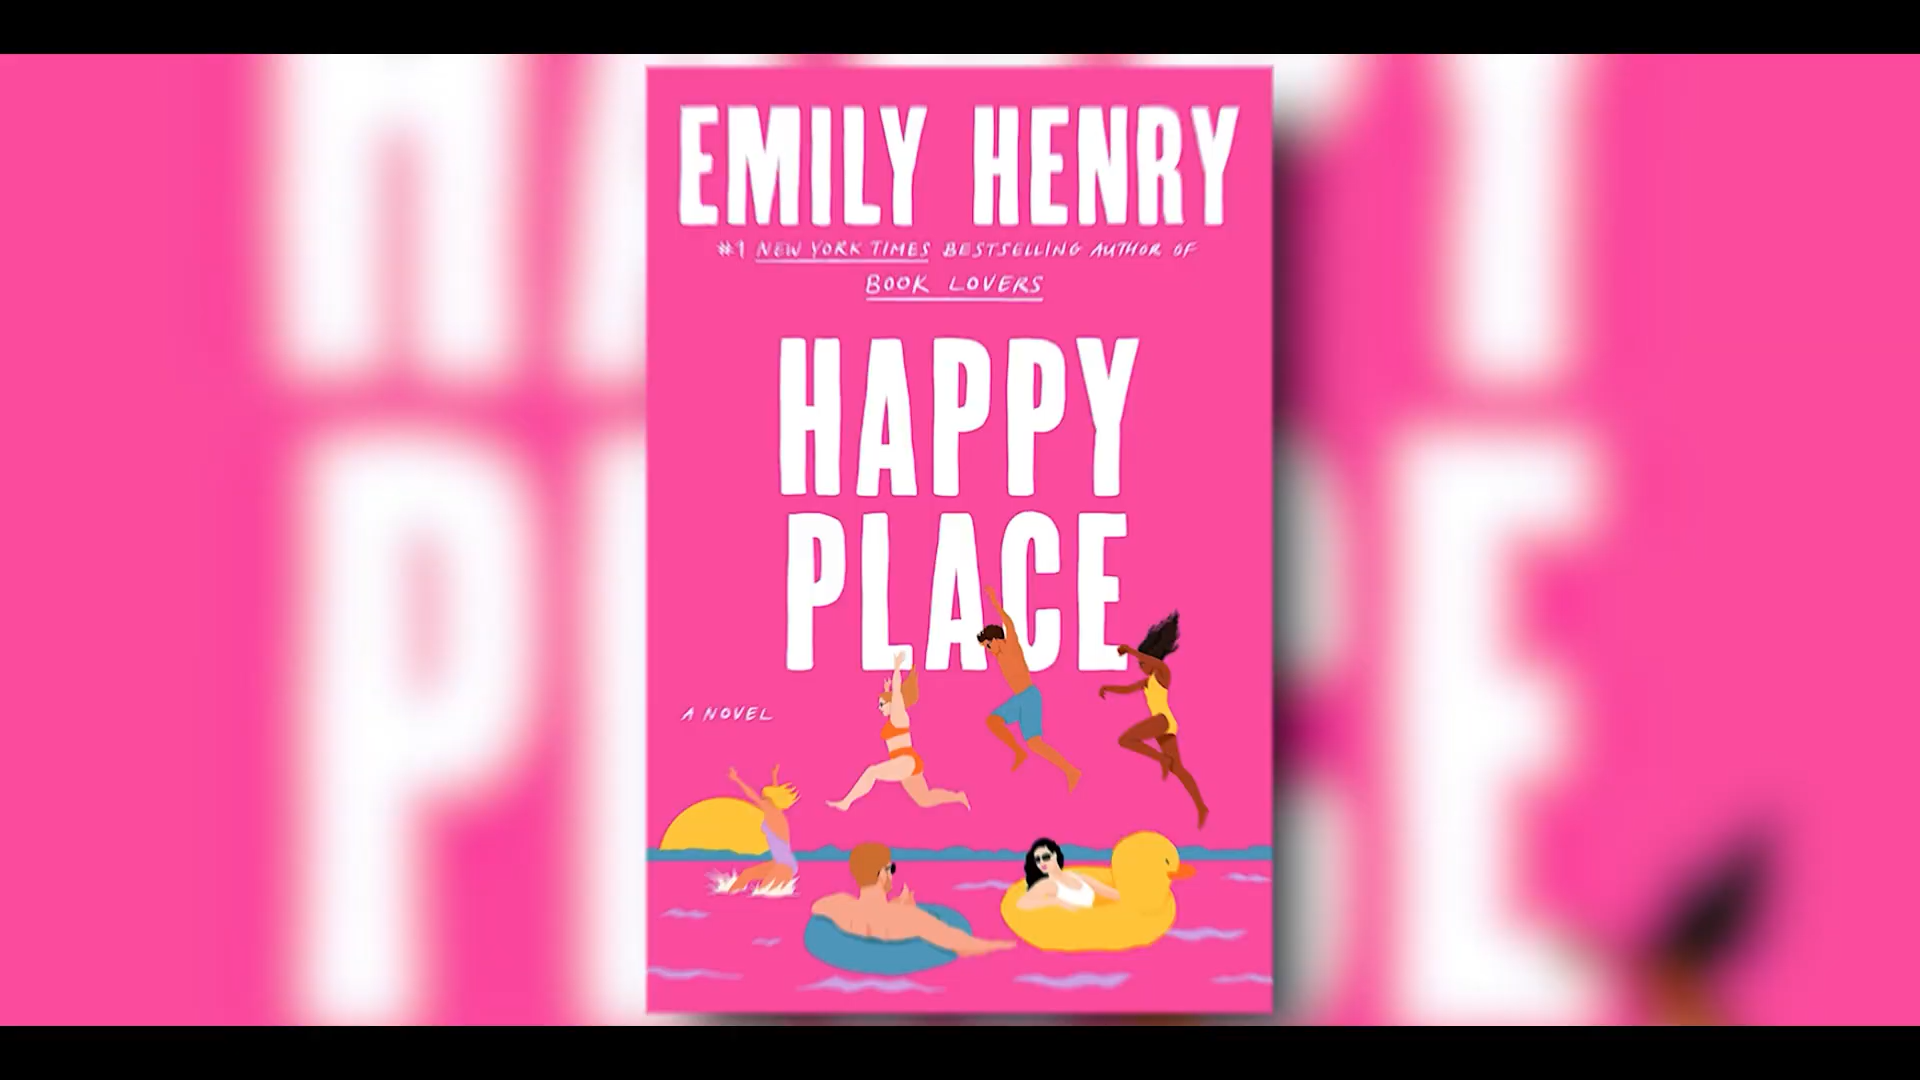 EMILY HENRY
#1 NEW YORK TIMES BESTSELLING AUTHOR OF
BOOK LOVERS
HAPPY
PLACE
A NOVEL